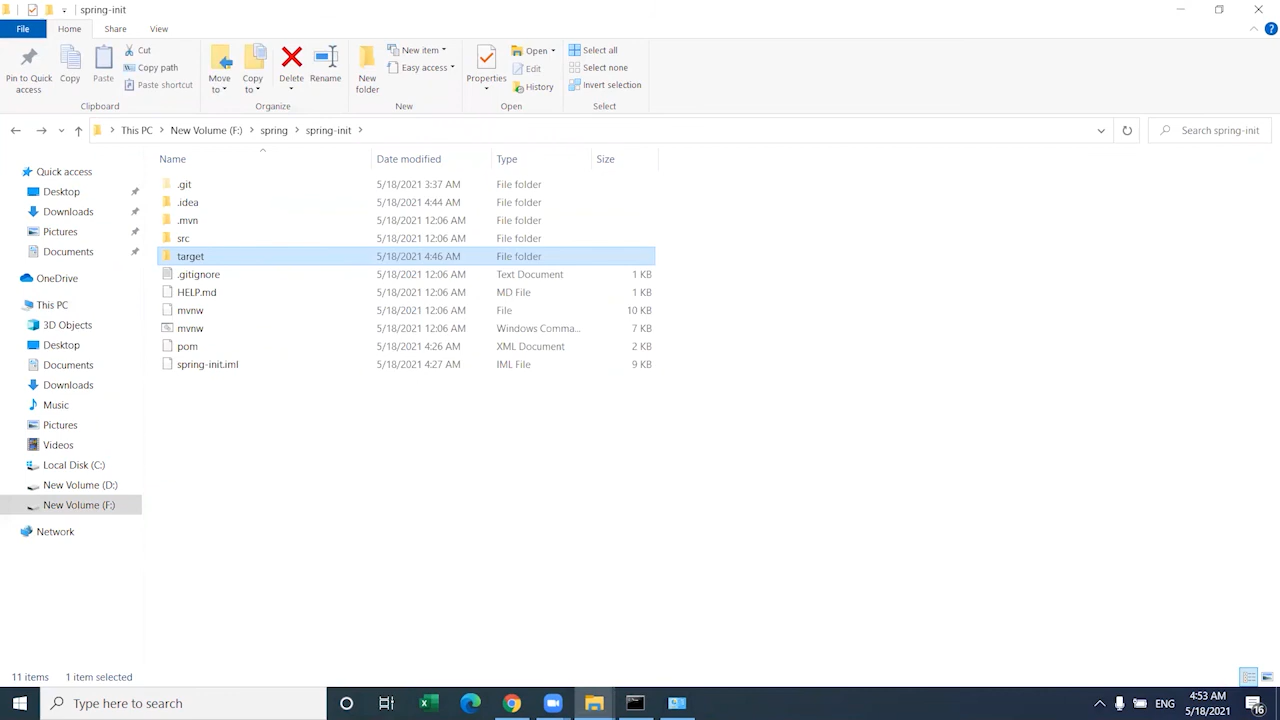 spring-init
File Home Share View
Pin to Quick access
Copy
Paste
Cut
Copy path
Paste shortcut
Clipboard
Move to
Copy to
Delete
Rename
Organize
New folder
New item
Easy access
New
Properties
Open
Edit
History
Open
Select all
Select none
Invert selection
Select
This PC New Volume (F:) spring spring-init
Search spring-init
Quick access
Desktop
Downloads
Pictures
Documents
OneDrive
This PC
3D Objects
Desktop
Documents
Downloads
Music
Pictures
Videos
Local Disk (C:)
New Volume (D:)
New Volume (F:)
Network
Name Date modified Type Size
.git 5/18/2021 3:37 AM File folder
.idea 5/18/2021 4:44 AM File folder
.mvn 5/18/2021 12:06 AM File folder
src 5/18/2021 12:06 AM File folder
target 5/18/2021 4:46 AM File folder
.gitignore 5/18/2021 12:06 AM Text Document 1 KB
HELP.md 5/18/2021 12:06 AM MD File 1 KB
mvnw 5/18/2021 12:06 AM File 10 KB
mvnw 5/18/2021 12:06 AM Windows Comma... 7 KB
pom 5/18/2021 4:26 AM XML Document 2 KB
spring-init.iml 5/18/2021 4:27 AM IML File 9 KB
11 items 1 item selected
Type here to search
ENG
4:53 AM
5/18/2021
16